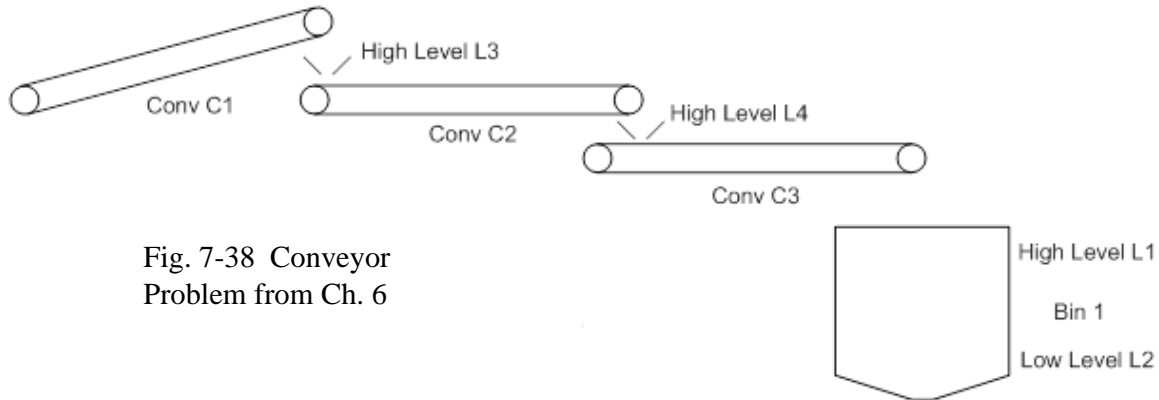 High Level L3
Conv C1
High Level L4
Conv C2
Conv C3
Fig. 7-38 Conveyor
Problem from Ch. 6
High Level L1
Bin 1
Low Level L2